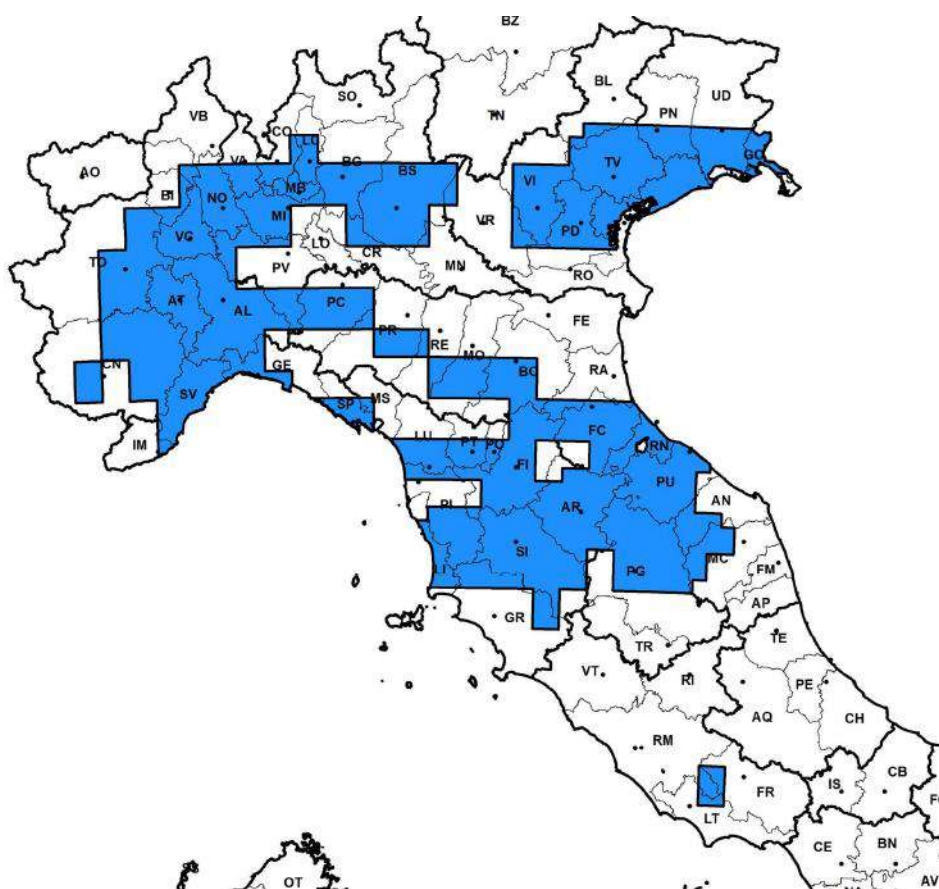 BZ
BL
PN
UD
SO
TN
VB
CO
LC
AO
VA
BG
BS
TV
GO
BI
MB
VI
NO
MI
VR
PD
VC
LO
CR
PV
MN
RO
TO
AT
AL
PC
FE
PR
RE
MO
CN
GE
BO
RA
SV
SP
MS
IM
LU
PT
PO
FC
FI
RN
PU
AN
PI
AR
SI
MC
LI
PG
FM
AP
GR
TE
TR
VT
RI
PE
AQ
CH
RM
CB
IS
FR
LT
CE
BN
AV
OT